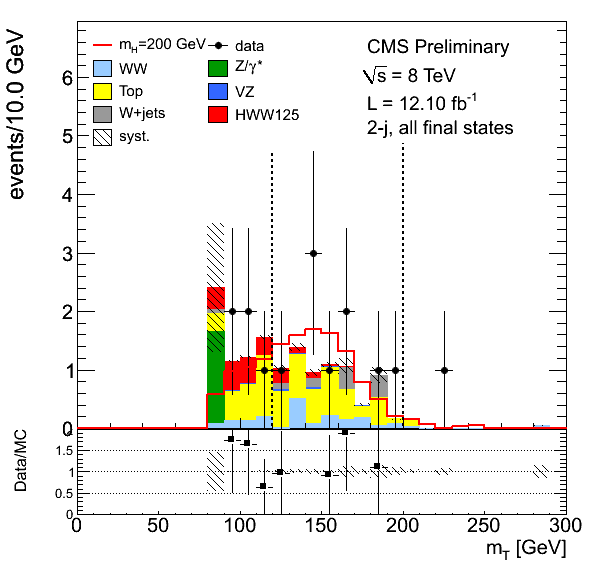 events/10.0 GeV
m_H=200 GeV
data
WW
Z/γ*
Top
VZ
W+jets
HWW125
syst.
CMS Preliminary
√s = 8 TeV
L = 12.10 fb⁻¹
2-j, all final states
6
5
4
3
2
1
0
Data/MC
2
1.5
1.0
0.5
0
0 50 100 150 200 250 300
m_T [GeV]